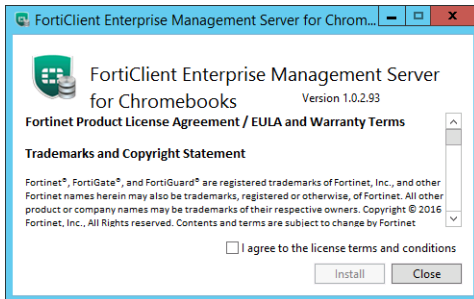 FortiClient Enterprise Management Server for Chrom...
FortiClient Enterprise Management Server
for Chromebooks
Version 1.0.2.93
Fortinet Product License Agreement / EULA and Warranty Terms
Trademarks and Copyright Statement
Fortinet®, FortiGate®, and FortiGuard® are registered trademarks of Fortinet, Inc., and other
Fortinet names herein may also be trademarks, registered or otherwise, of Fortinet. All other
product or company names may be trademarks of their respective owners. Copyright © 2016
Fortinet, Inc., All Rights reserved. Contents and terms are subject to change by Fortinet
I agree to the license terms and conditions
Install
Close